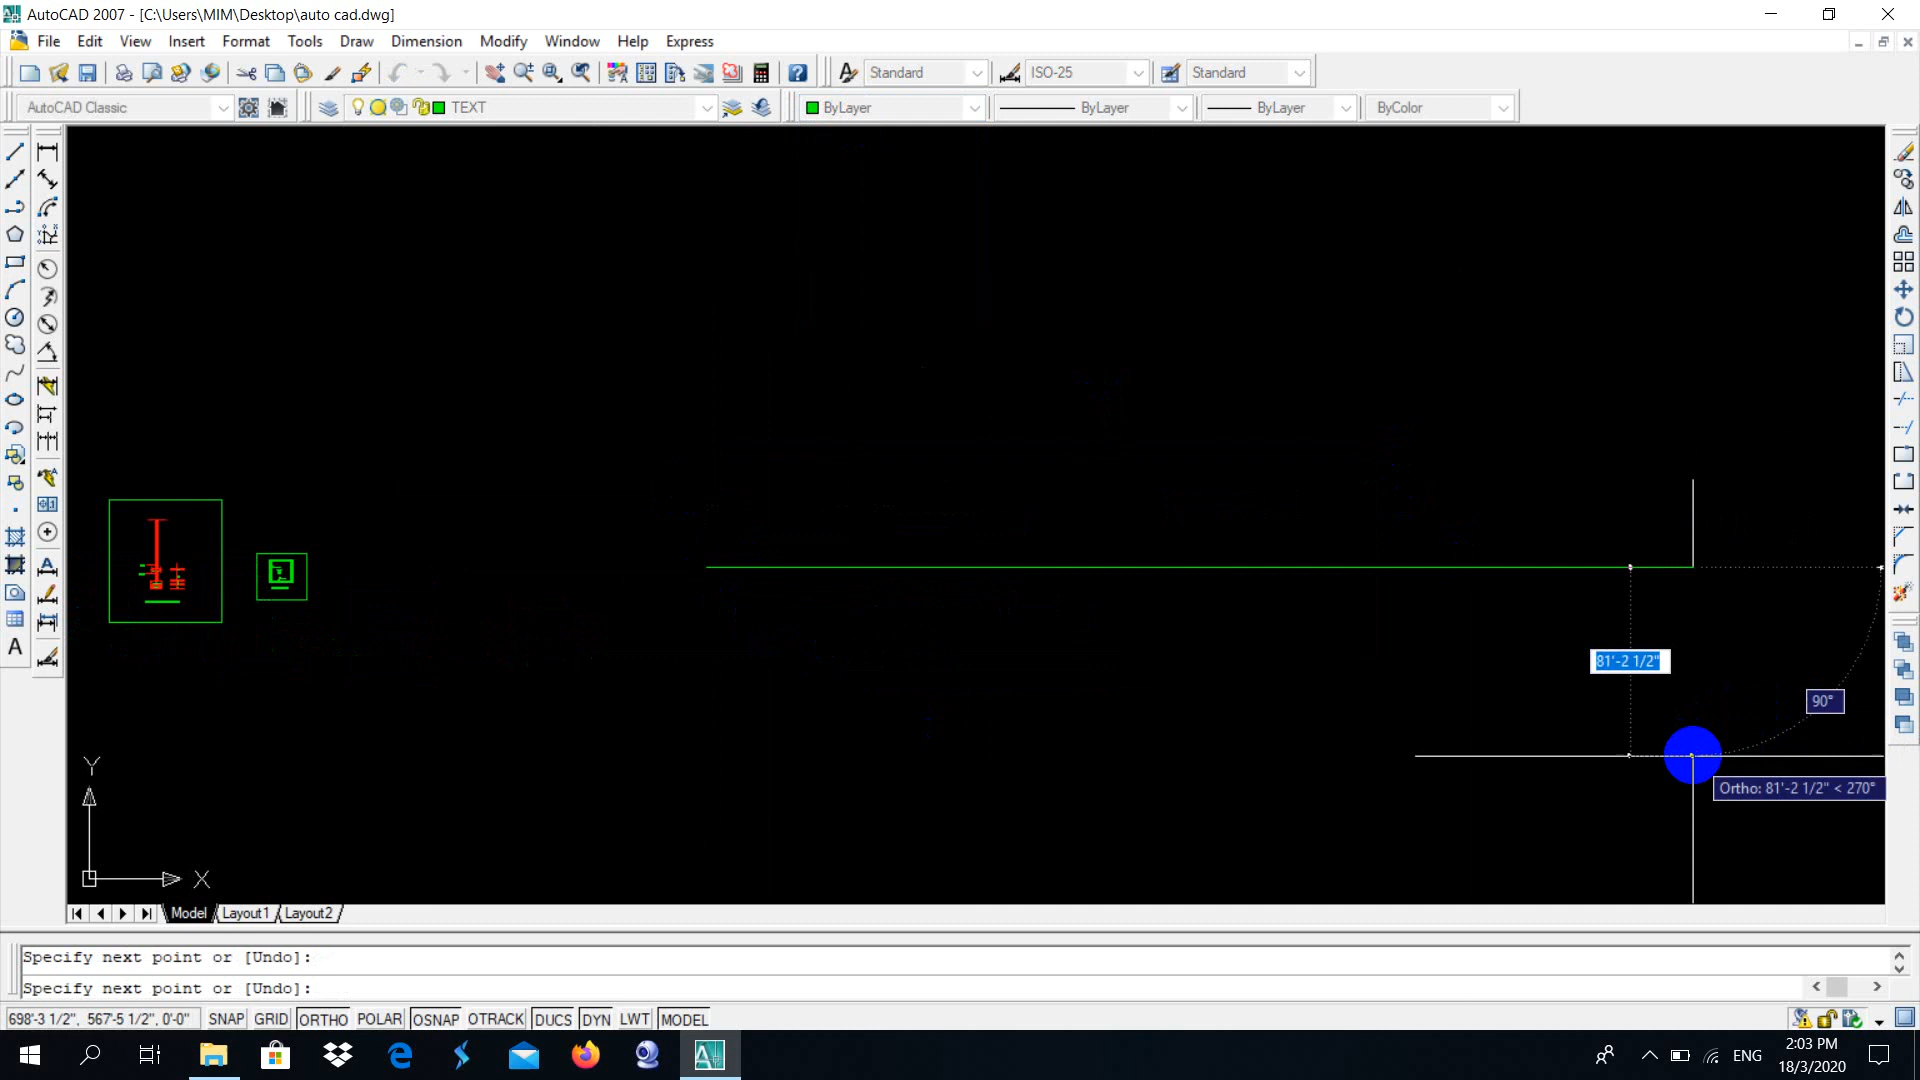 AutoCAD 2007 - [C:\Users\MIM\Desktop\auto cad.dwg]
File Edit View Insert Format Tools Draw Dimension Modify Window Help Express
Standard ISO-25 Standard
AutoCAD Classic TEXT ByLayer ByLayer ByLayer ByColor
A
81'-2 1/2"
90°
Ortho: 81'-2 1/2" < 270°
Y
X
Model Layout1 Layout2
Specify next point or [Undo]:
Specify next point or [Undo]:
698'-3 1/2", 567'-5 1/2", 0'-0" SNAP GRID ORTHO POLAR OSNAP OTRACK DUCS DYN LWT MODEL
ENG
2:03 PM
18/3/2020